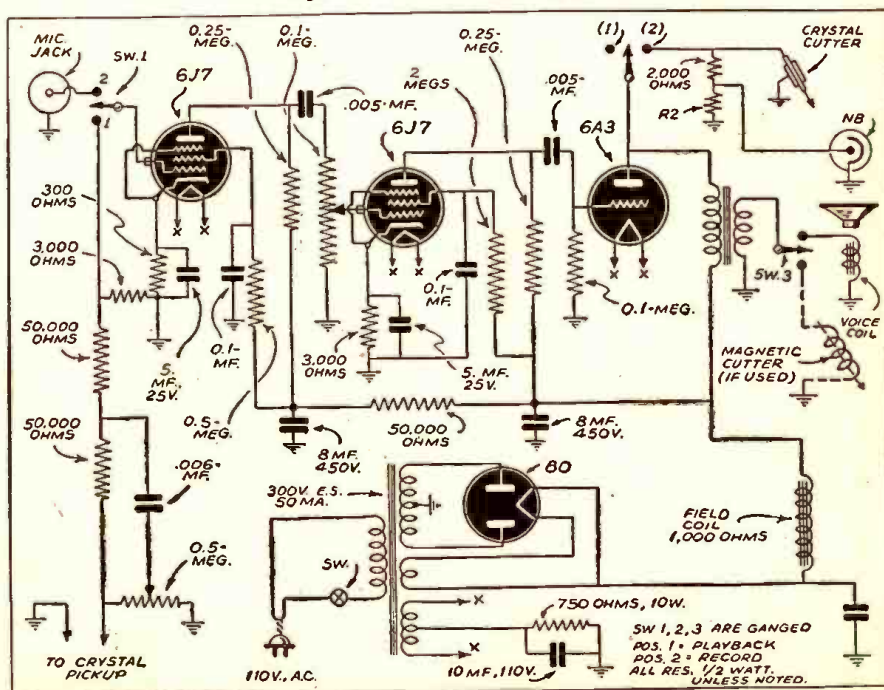 MIC. JACK
2
1
SW.1
6J7
0.25-
MEG.
0.1-
MEG.
.005-MF.
2
MEGS
6J7
0.25-
MEG.
.005-
MF.
6A3
(1)
(2)
CRYSTAL
CUTTER
2,000
OHMS
R2
NB
300
OHMS
3,000
OHMS
X X
X X
X X
50,000
OHMS
5.
MF.
25V.
0.1-
MF.
0.5-
MEG.
3,000
OHMS
0.1-
MF.
5. MF.
25V.
0.1-MEG.
SW.3
VOICE
COIL
MAGNETIC
CUTTER
(IF USED)
50,000
OHMS
8 MF.
450V.
50,000
OHMS
8 MF.
450V.
.006-
MF.
0.5-
MEG.
300V. E.S.
50 MA.
80
FIELD
COIL
1,000 OHMS
SW.
X
X
750 OHMS, 10W.
10 MF., 110V.
110V., A.C.
TO CRYSTAL
PICKUP
SW 1, 2, 3 ARE GANGED
POS. 1 = PLAYBACK
POS. 2 = RECORD
ALL RES. 1/2 WATT.
UNLESS NOTED.